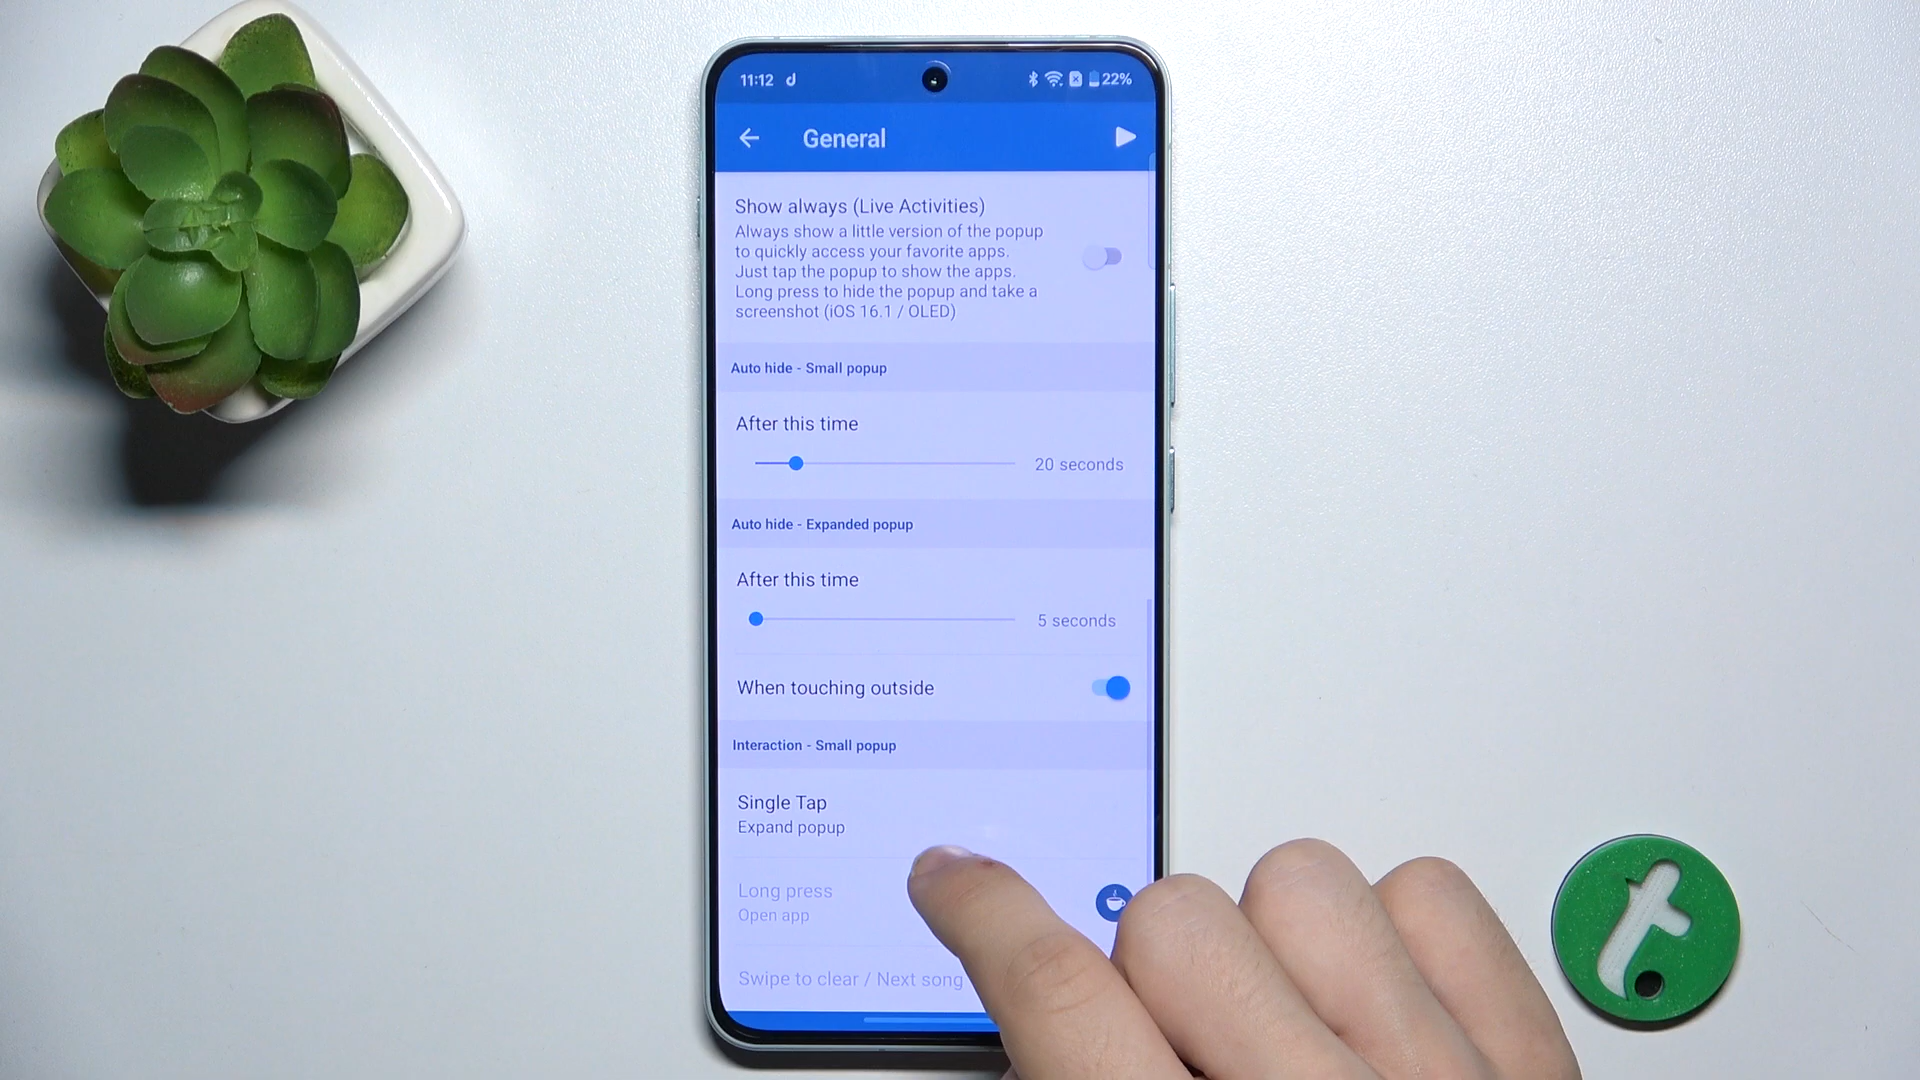 11:12
22%
General
Show always (Live Activities)
Always show a little version of the popup
to quickly access your favorite apps.
Just tap the popup to show the apps.
Long press to hide the popup and take a
screenshot (iOS 16.1 / OLED)
Auto hide - Small popup
After this time
20 seconds
Auto hide - Expanded popup
After this time
5 seconds
When touching outside
Interaction - Small popup
Single Tap
Expand popup
Long press
Open app
Swipe to clear / Next song